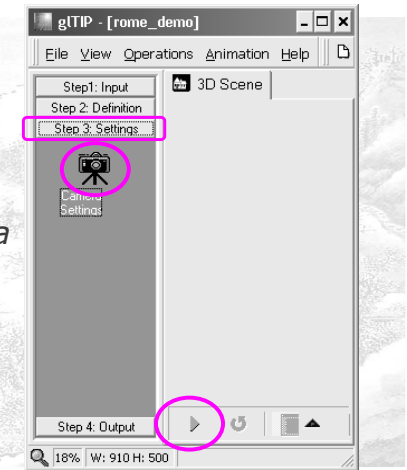 glTIP - [rome_demo]
File View Operations Animation Help
Step1: Input
3D Scene
Step 2: Definition
Step 3: Settings
Camera
Settings
a
Step 4: Output
18% W: 910 H: 500